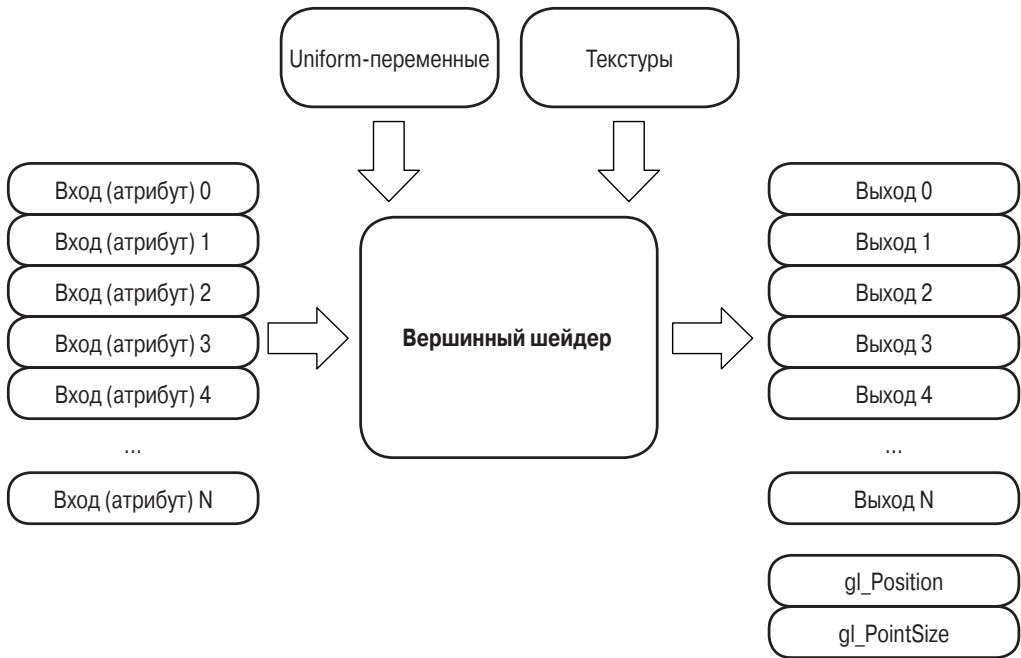 Uniform-переменные
Текстуры
Вход (атрибут) 0
Вход (атрибут) 1
Вход (атрибут) 2
Вход (атрибут) 3
Вход (атрибут) 4
...
Вход (атрибут) N
Вершинный шейдер
Выход 0
Выход 1
Выход 2
Выход 3
Выход 4
...
Выход N
gl_Position
gl_PointSize